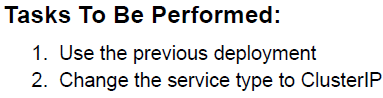 Tasks To Be Performed:
1. Use the previous deployment
2. Change the service type to ClusterIP